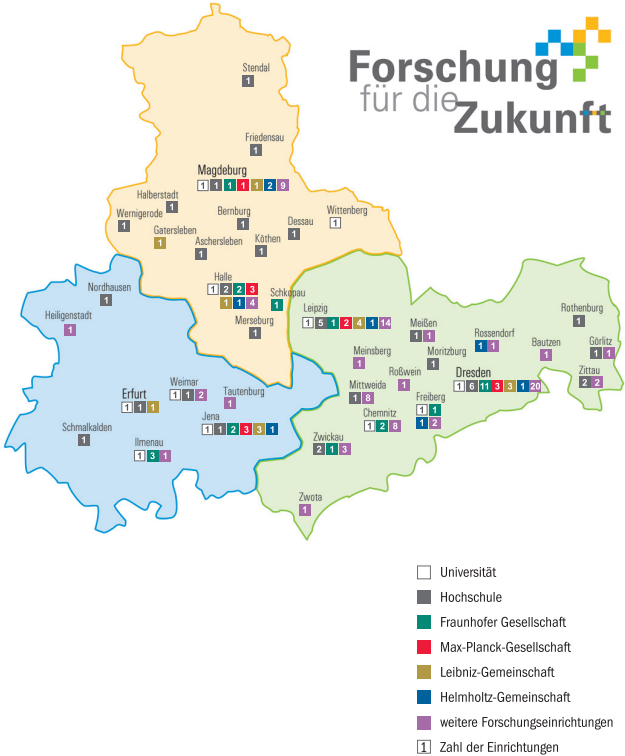 Forschung
für die
Zukunft
Stendal
1
Friedensau
1
Magdeburg
1 1 1 1 1 2 9
Halberstadt
1
Wernigerode
1
Gatersleben
1
Bernburg
1
Aschersleben
1
Köthen
1
Dessau
1
Wittenberg
1
Halle
1 2 2 3
1 1 4
Schkopau
1
Merseburg
1
Nordhausen
1
Heiligenstadt
1
Erfurt
1 1 1
Weimar
1 1 2
Tautenburg
1
Jena
1 1 2 3 3 1
Schmalkalden
1
Ilmenau
1 3 1
Leipzig
1 5 1 2 4 1 14
Meißen
1 1
Rossendorf
1 1
Rothenburg
1
Bautzen
1
Görlitz
1 1
Zittau
2 2
Meinsberg
1
Moritzburg
1
Roßwein
1
Dresden
1 6 11 3 3 1 20
Mittweida
1 8
Freiberg
1 1
1 2
Chemnitz
1 2 8
Zwickau
2 1 3
Zwota
1
Universität
Hochschule
Fraunhofer Gesellschaft
Max-Planck-Gesellschaft
Leibniz-Gemeinschaft
Helmholtz-Gemeinschaft
weitere Forschungseinrichtungen
1 Zahl der Einrichtungen